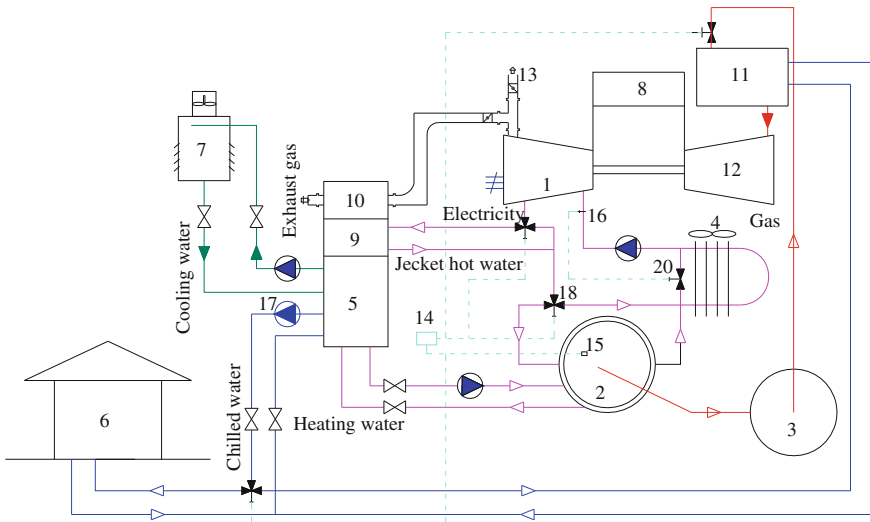 13
8
11
7
12
1
Exhaust gas
10
Electricity
16
Gas
4
9
Jecket hot water
20
Cooling water
17
5
18
14
15
2
6
Chilled water
Heating water
3